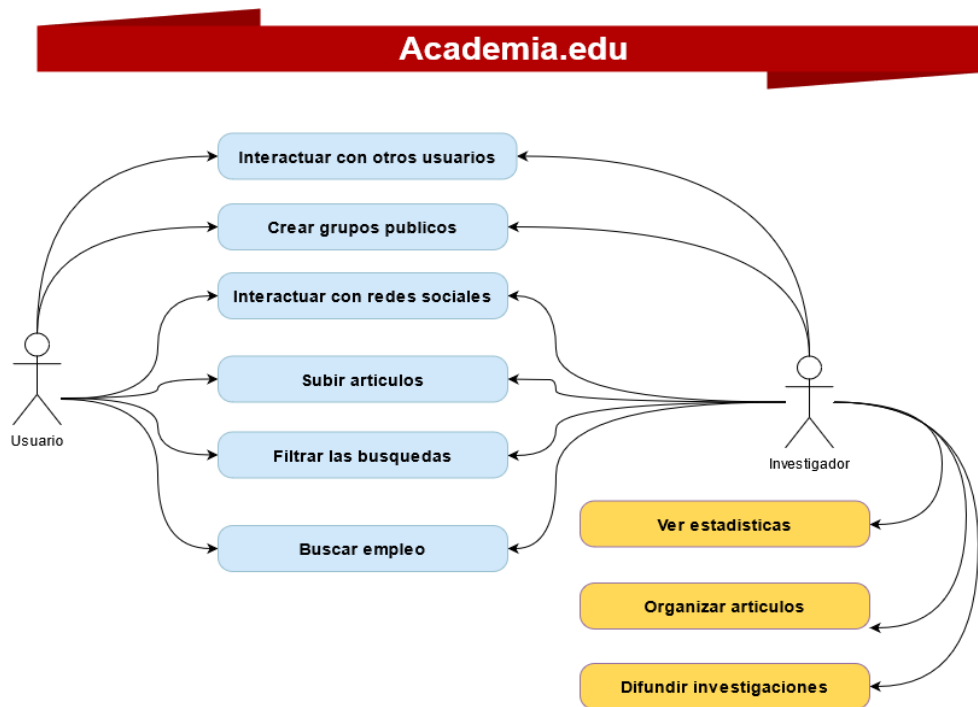 Academia.edu
Interactuar con otros usuarios
Crear grupos publicos
Interactuar con redes sociales
Subir articulos
Usuario
Filtrar las busquedas
Investigador
Ver estadisticas
Buscar empleo
Organizar articulos
Difundir investigaciones